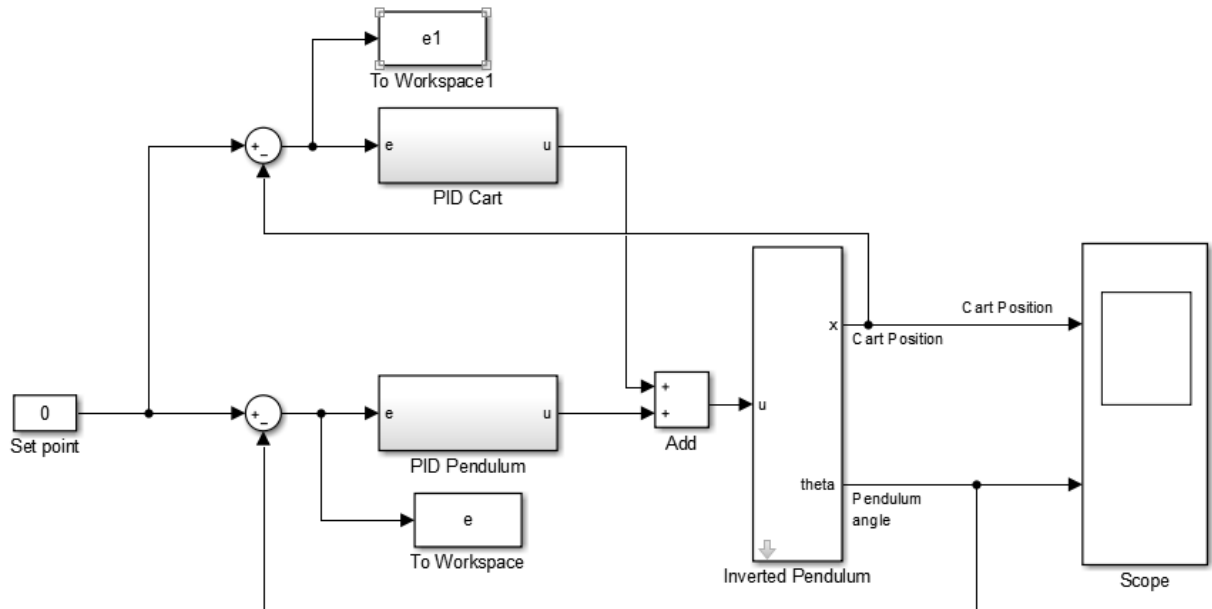 e1
To Workspace1
+
−
e
u
PID Cart
Cart Position
x
Cart Position
0
Set point
+
−
e
u
PID Pendulum
+
+
Add
u
theta
Pendulum
angle
e
To Workspace
Inverted Pendulum
Scope